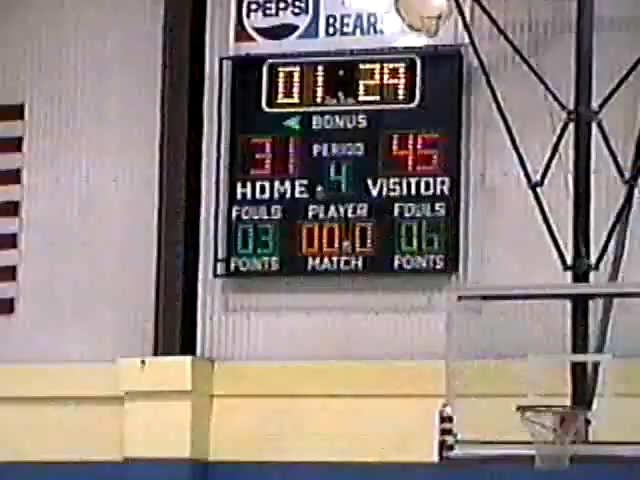 PEPSI
BEARS
01:29
BONUS
31 PERIOD 45
HOME 4 VISITOR
FOULS PLAYER FOULS
03 00 0 06
POINTS MATCH POINTS